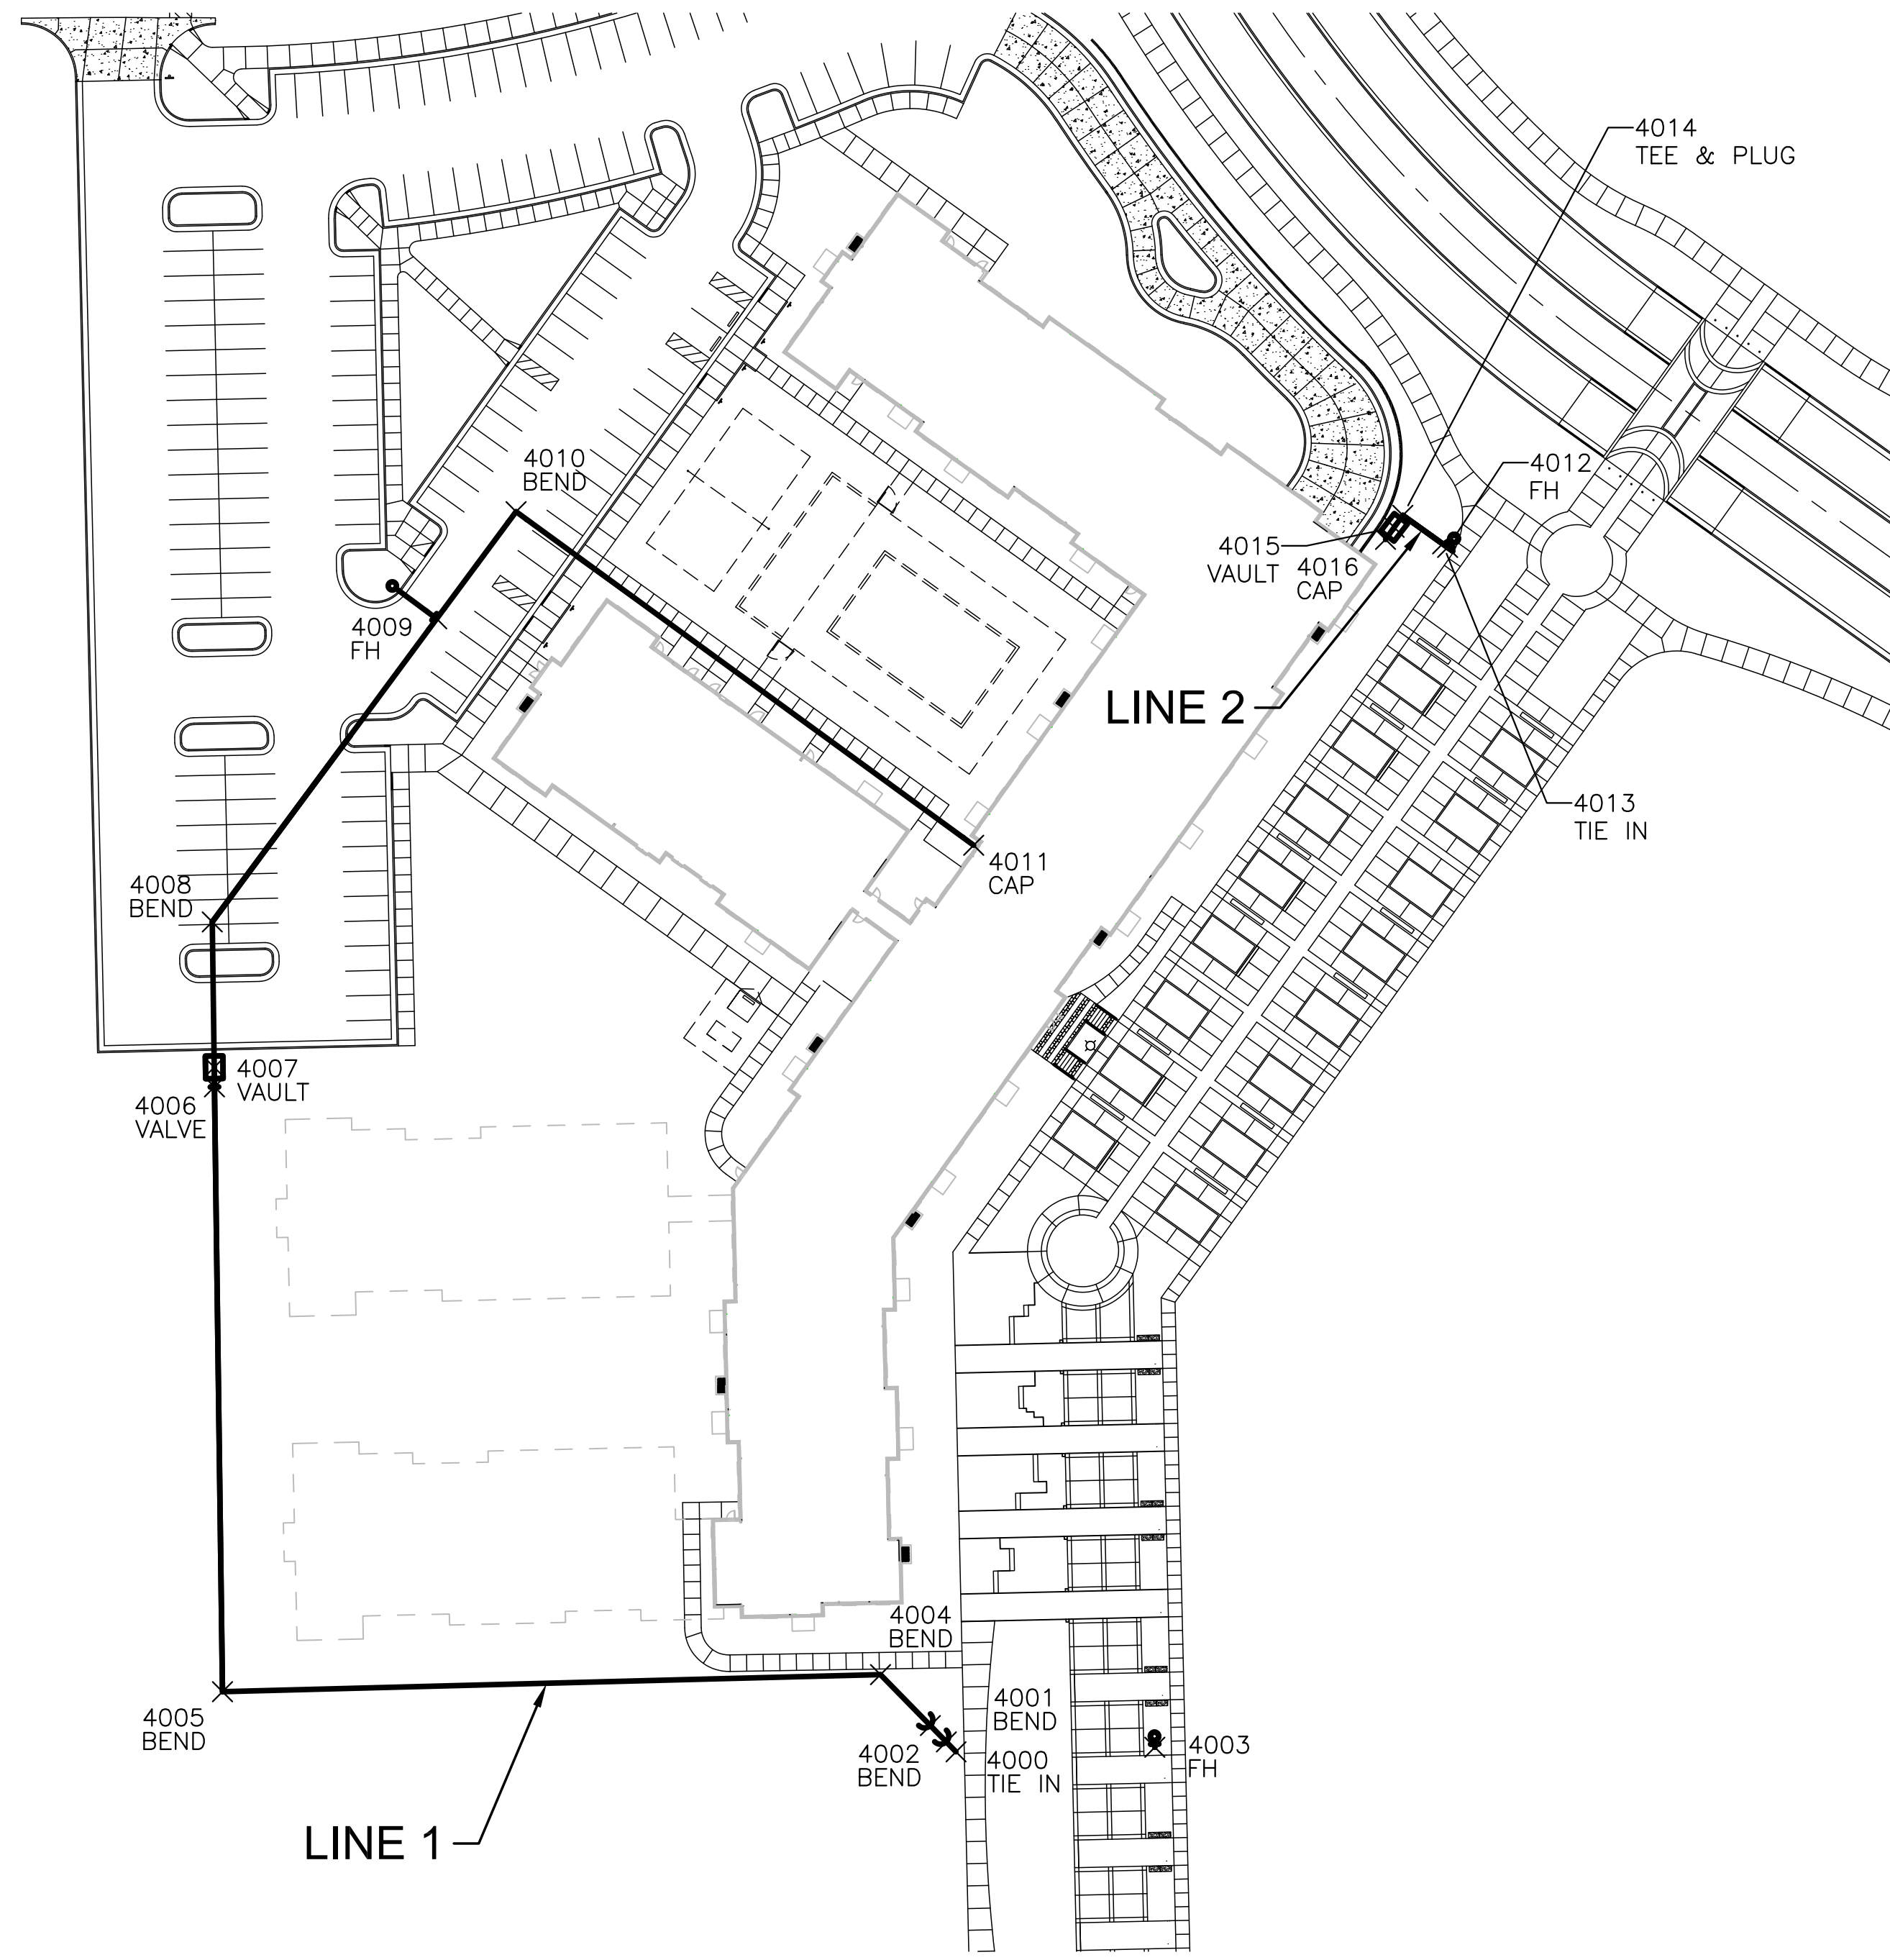 4014
TEE & PLUG
4010
BEND
4012
FH
4015
VAULT
4016
CAP
4009
FH
LINE 2
4013
TIE IN
4011
CAP
4008
BEND
4007
VAULT
4006
VALVE
4004
BEND
4001
BEND
4005
BEND
4002
BEND
4000
TIE IN
4003
FH
LINE 1